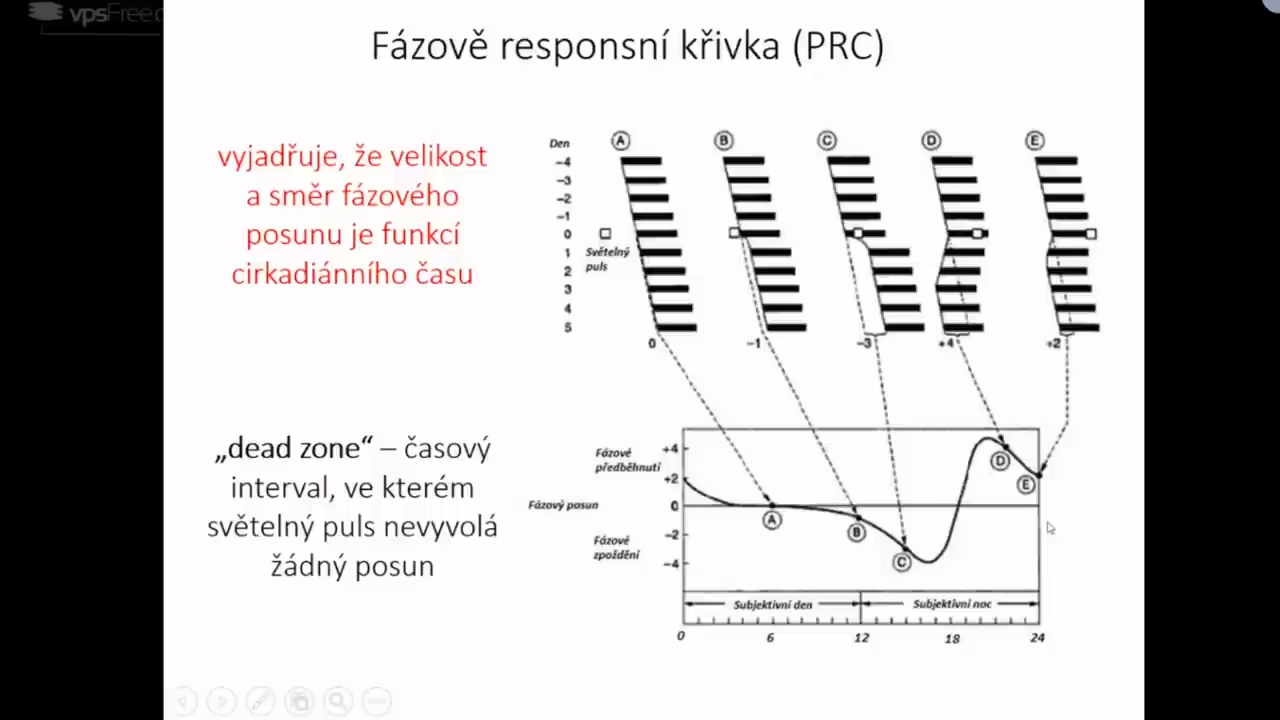 vpsFree.c
Fázově responsní křivka (PRC)
vyjadřuje, že velikost
a směr fázového
posunu je funkcí
cirkadiánního času
„dead zone“ – časový
interval, ve kterém
světelný puls nevyvolá
žádný posun
Den A B C D E
-4
-3
-2
-1
0
Světelný
puls
1
2
3
4
5
0 -1 -3 +4 +2
Fázové
předběhnutí
Fázový posun
Fázové
zpoždění
+4
+2
0
-2
-4
A B C D E
Subjektivní den Subjektivní noc
0 6 12 18 24